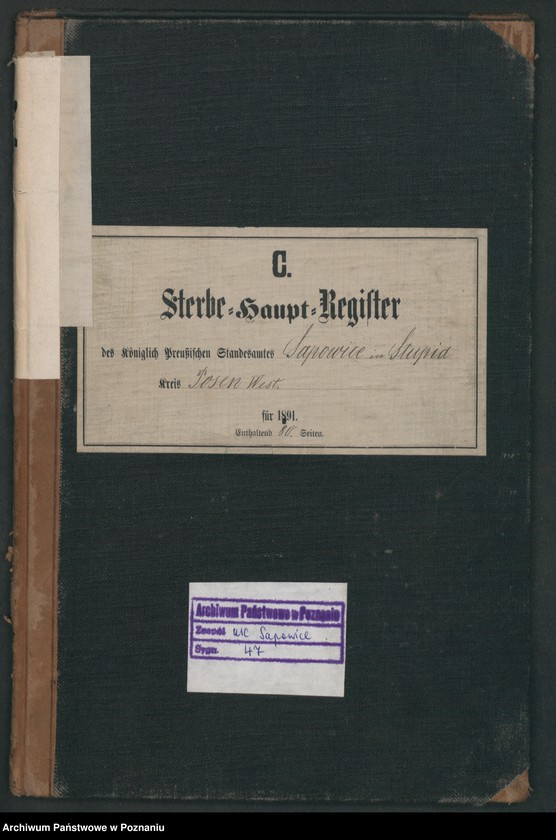 C.
Sterbe-Haupt-Register
des Königlich Preußischen Standesamtes Sapowice in Stupia
Kreis Posen West.
für 1891.
Enthaltend 80 Seiten.
Archiwum Państwowe w Poznaniu
Zespół USC Sapowice.
Sygn. 47
Archiwum Państwowe w Poznaniu